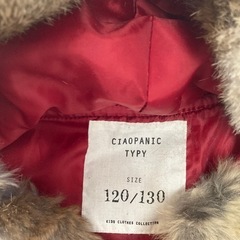 CIAOPANIC
TYPY
SIZE
120/130
KIDS CLOTHES COLLECTION